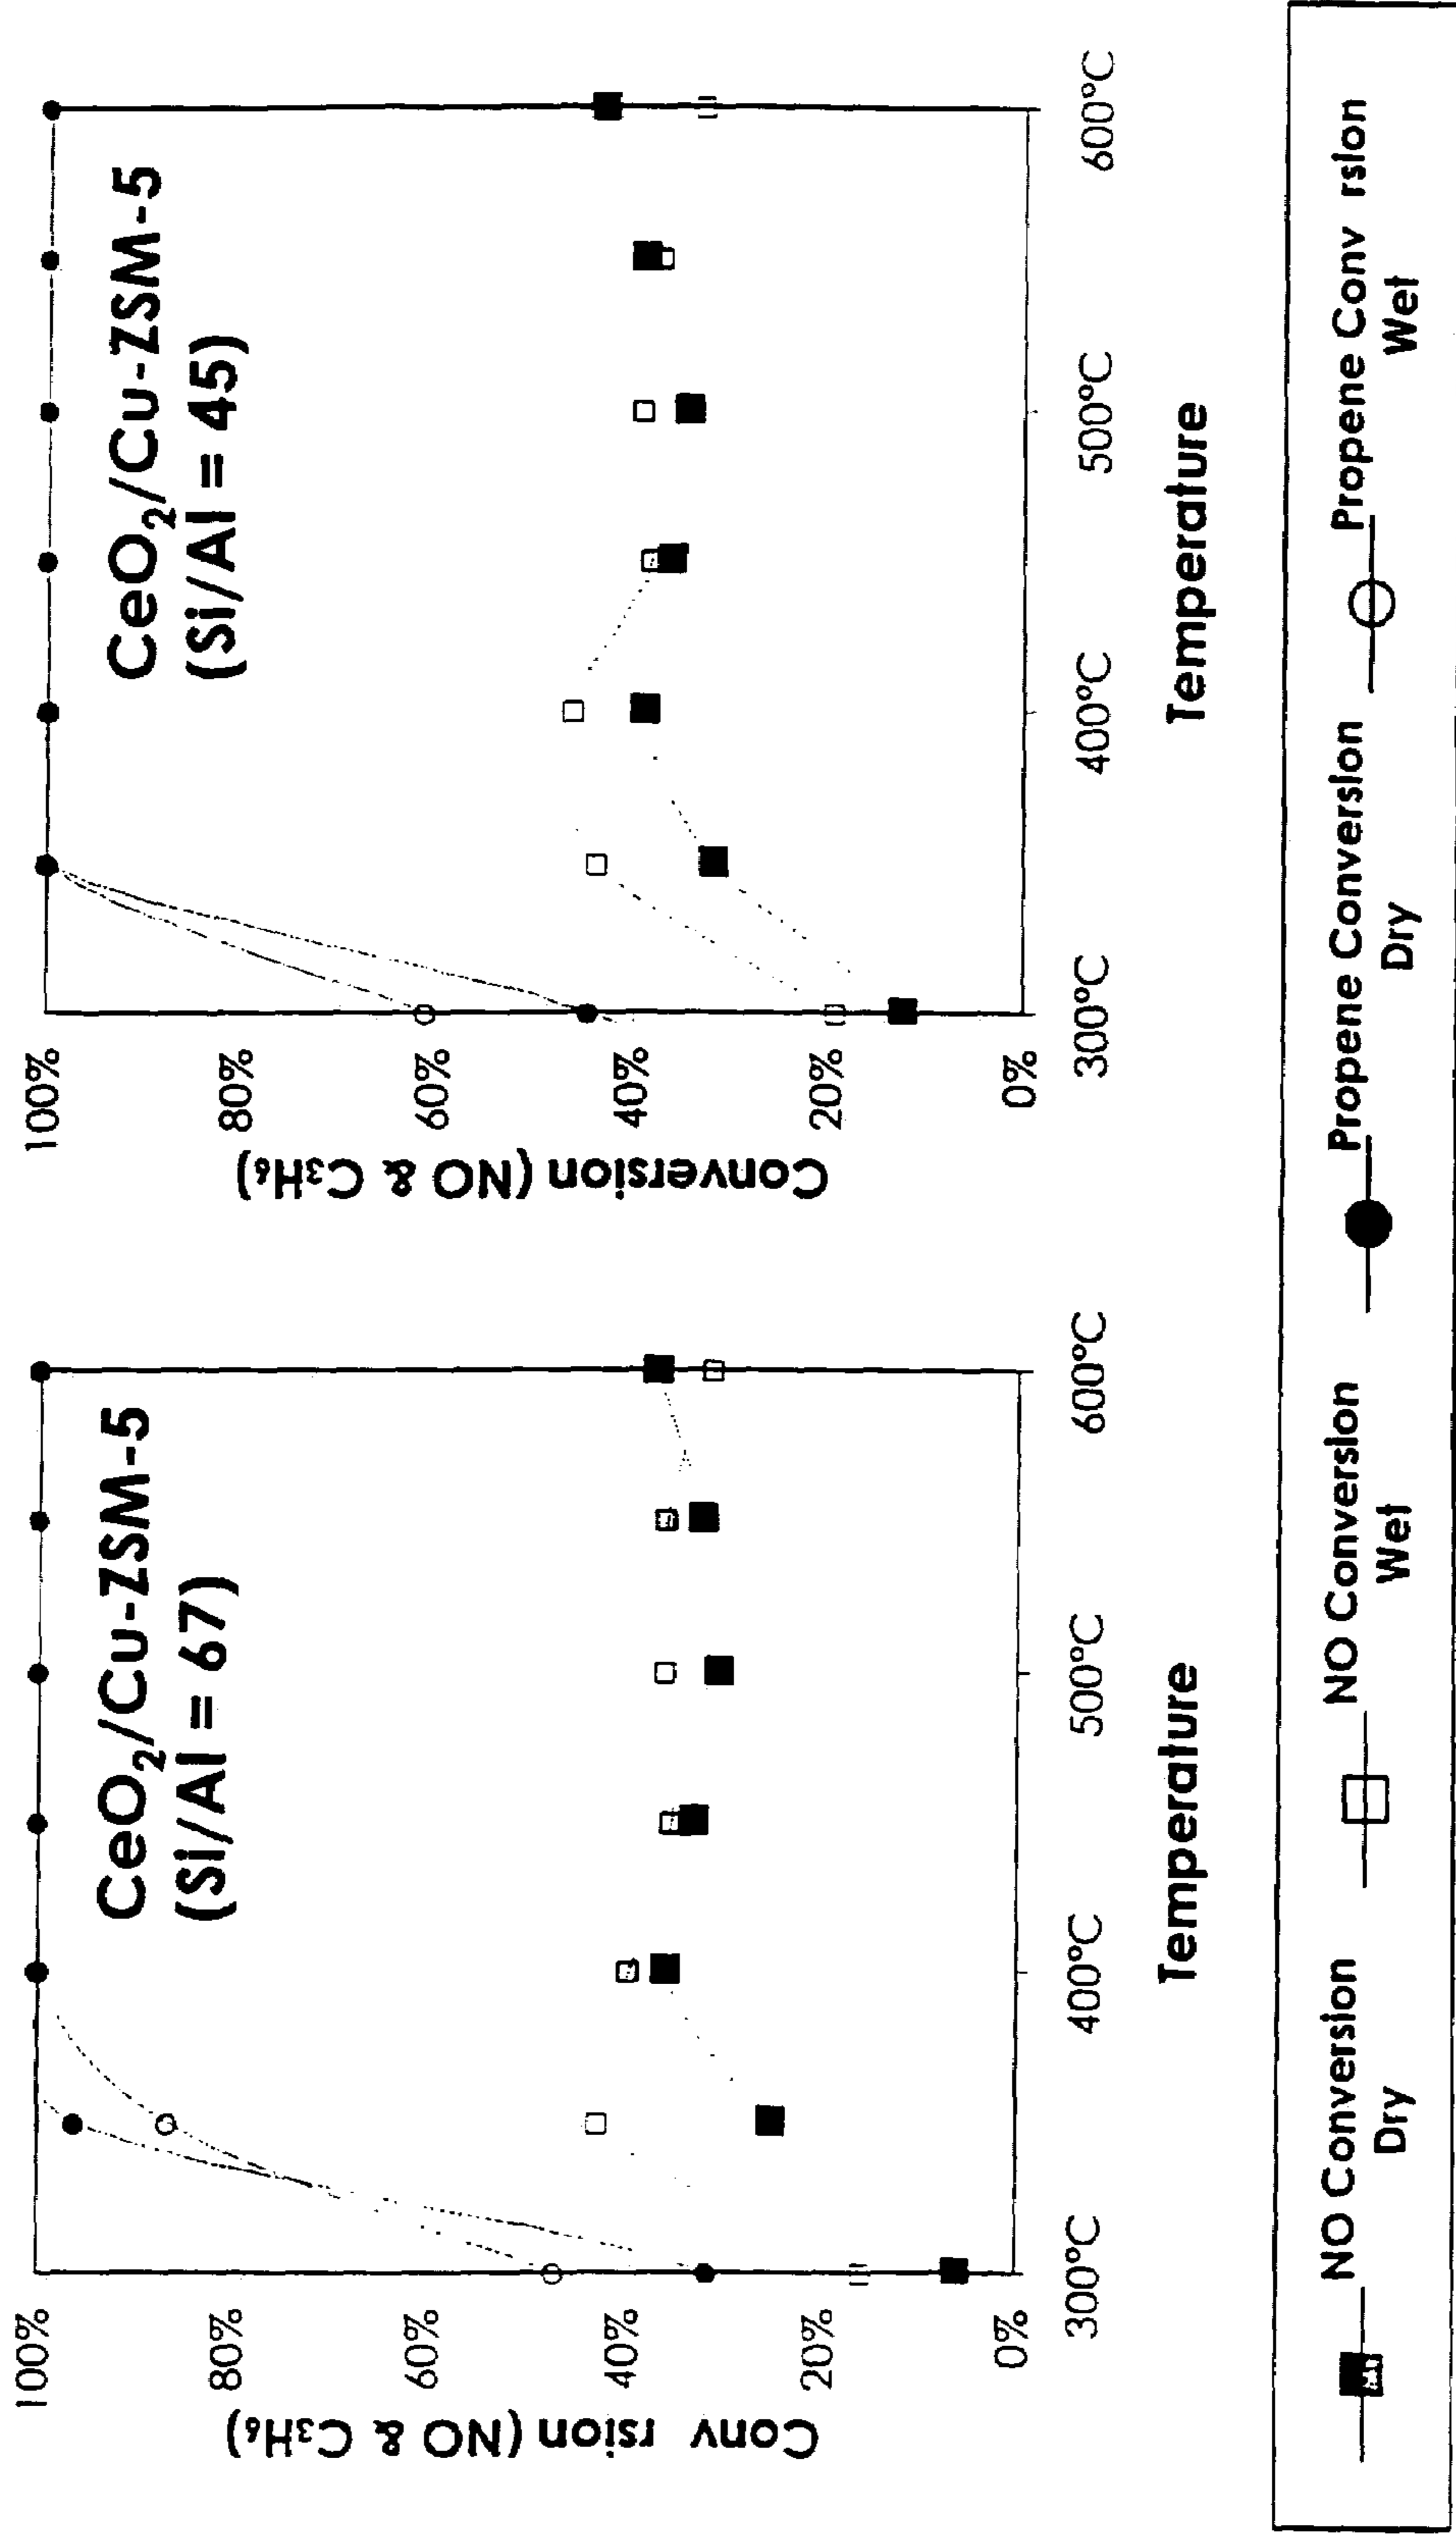 CeO₂/Cu-ZSM-5
(Si/Al = 67)
Conv rsion (NO & C₃H₆)
100%
80%
60%
40%
20%
0%
300°C
400°C
500°C
600°C
Temperature
CeO₂/Cu-ZSM-5
(Si/Al = 45)
Conversion (NO & C₃H₆)
100%
80%
60%
40%
20%
0%
300°C
400°C
500°C
600°C
Temperature
NO Conversion
Dry
NO Conversion
Wet
Propene Conversion
Dry
Propene Conv rsion
Wet